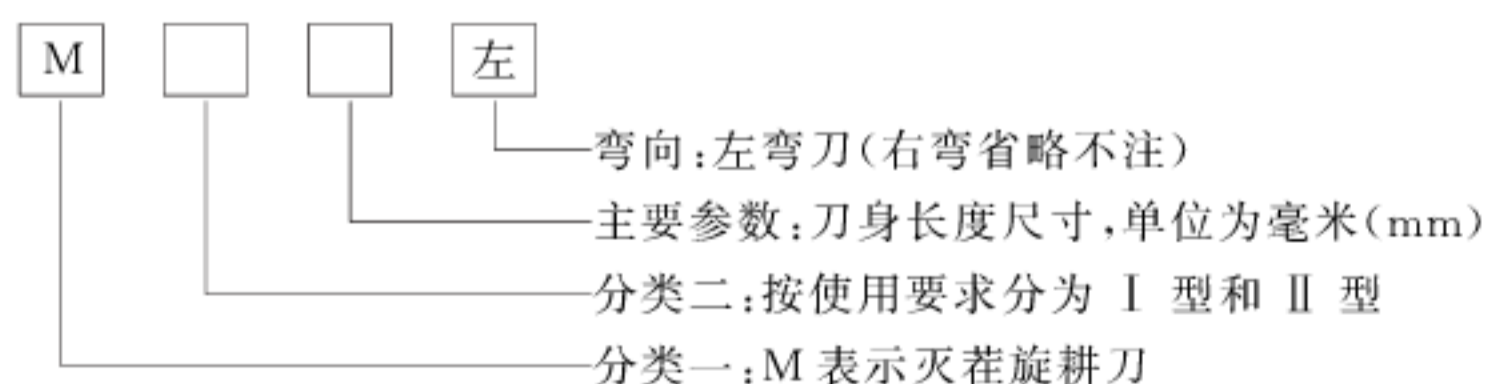 M 左
弯向:左弯刀(右弯省略不注)
主要参数:刀身长度尺寸,单位为毫米(mm)
分类二:按使用要求分为 Ⅰ 型和 Ⅱ 型
分类一:M 表示灭茬旋耕刀